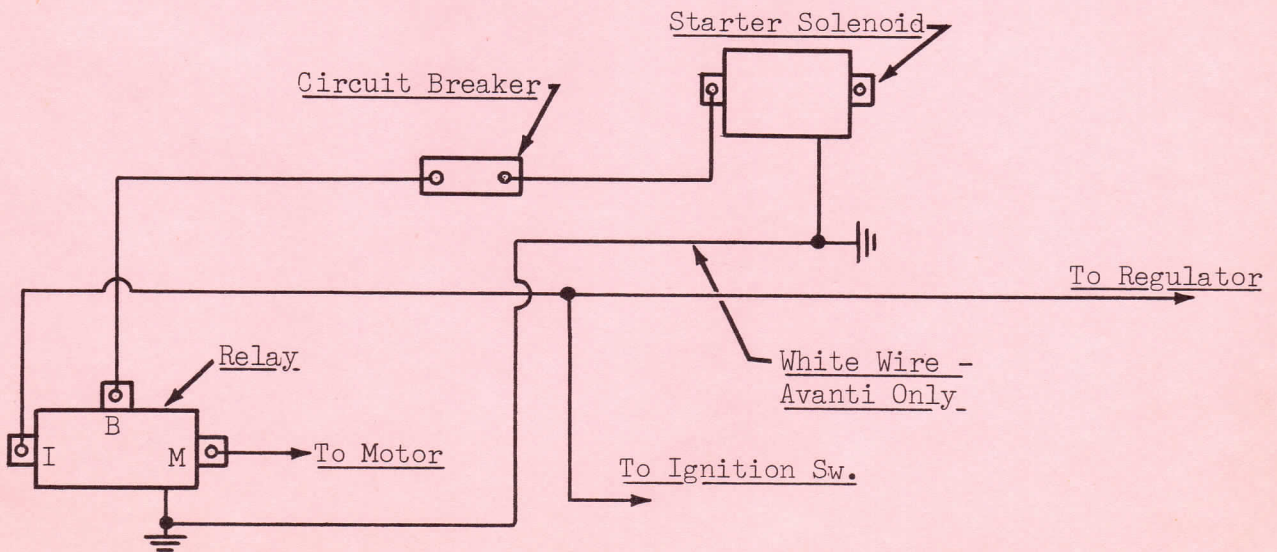 Starter Solenoid
Circuit Breaker
To Regulator
Relay
White Wire -
Avanti Only
B
I
M
To Motor
To Ignition Sw.